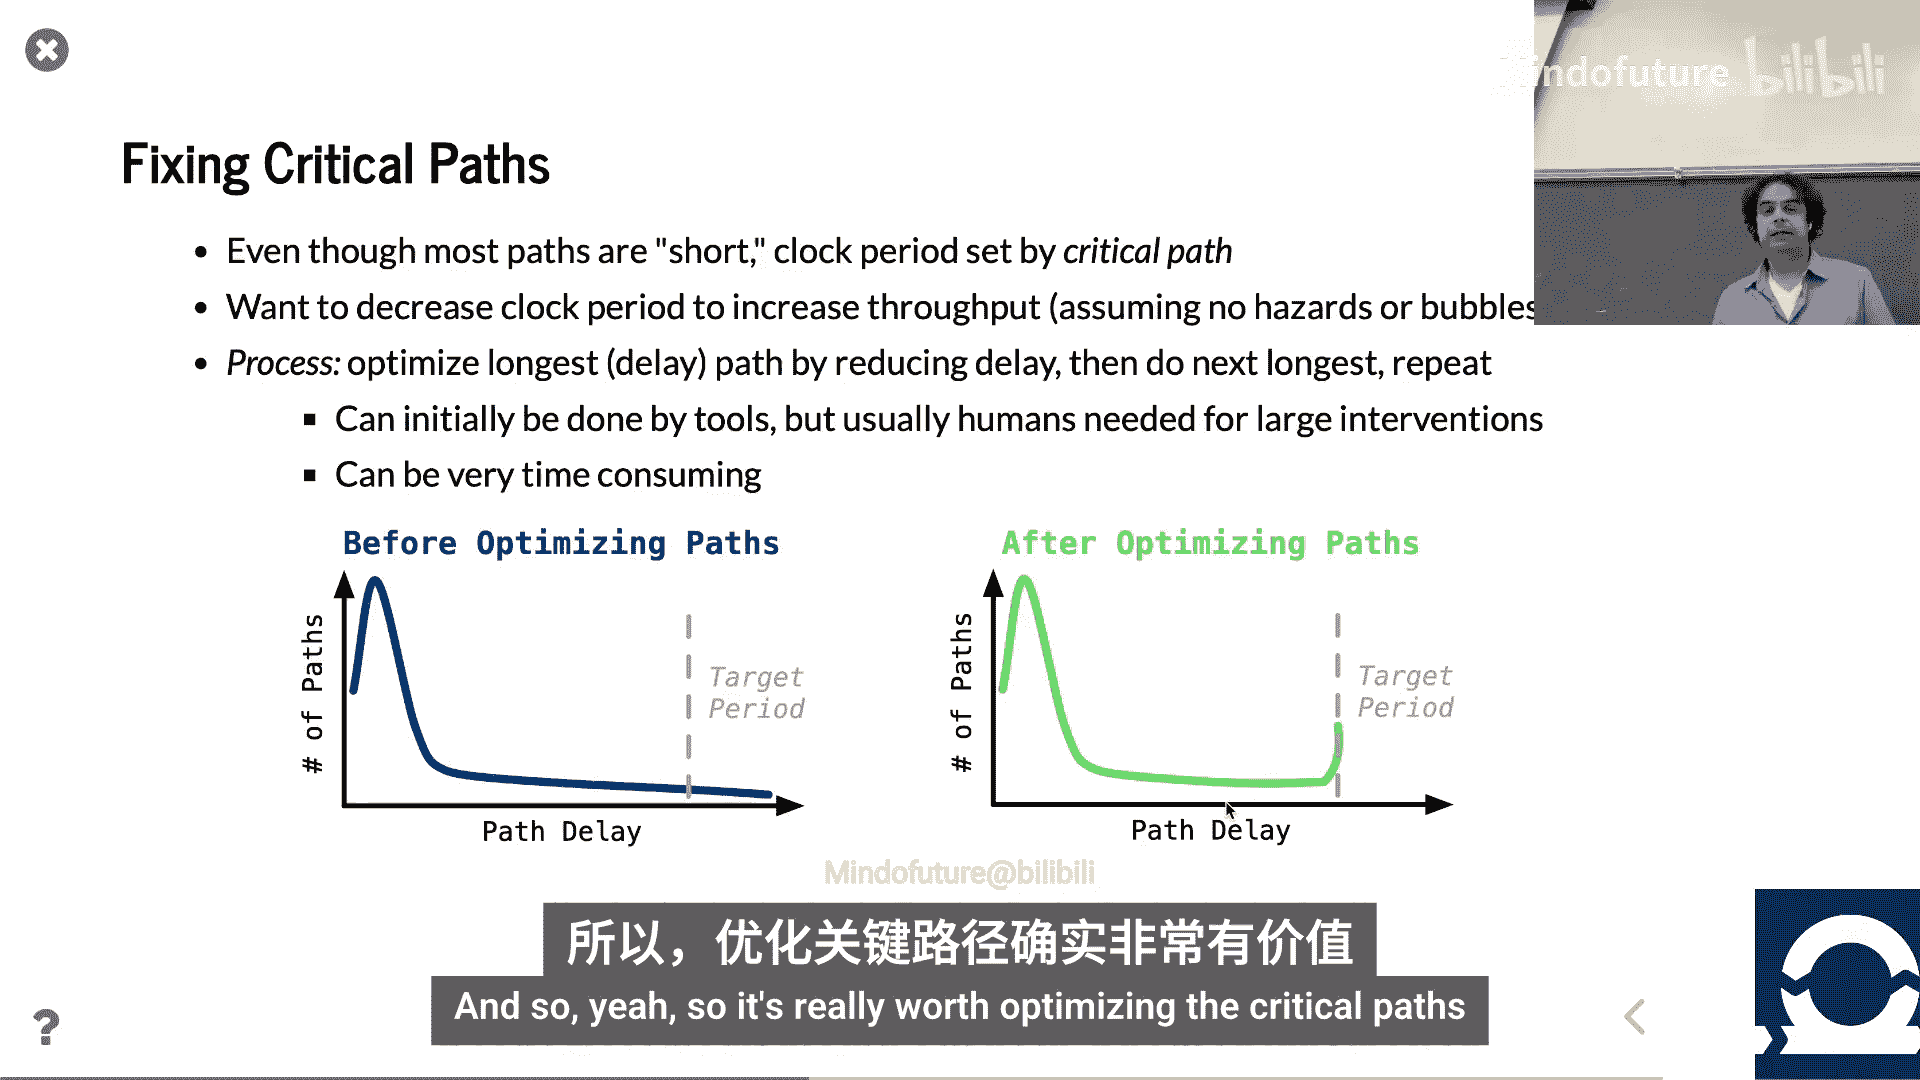 indofuture bilibili
Fixing Critical Paths
• Even though most paths are "short," clock period set by critical path
• Want to decrease clock period to increase throughput (assuming no hazards or bubbles
• Process: optimize longest (delay) path by reducing delay, then do next longest, repeat
▪ Can initially be done by tools, but usually humans needed for large interventions
▪ Can be very time consuming
Before Optimizing Paths
# of Paths
Target
Period
Path Delay
After Optimizing Paths
# of Paths
Target
Period
Path Delay
Mindofuture@bilibili
所以，优化关键路径确实非常有价值
And so, yeah, so it's really worth optimizing the critical paths
?